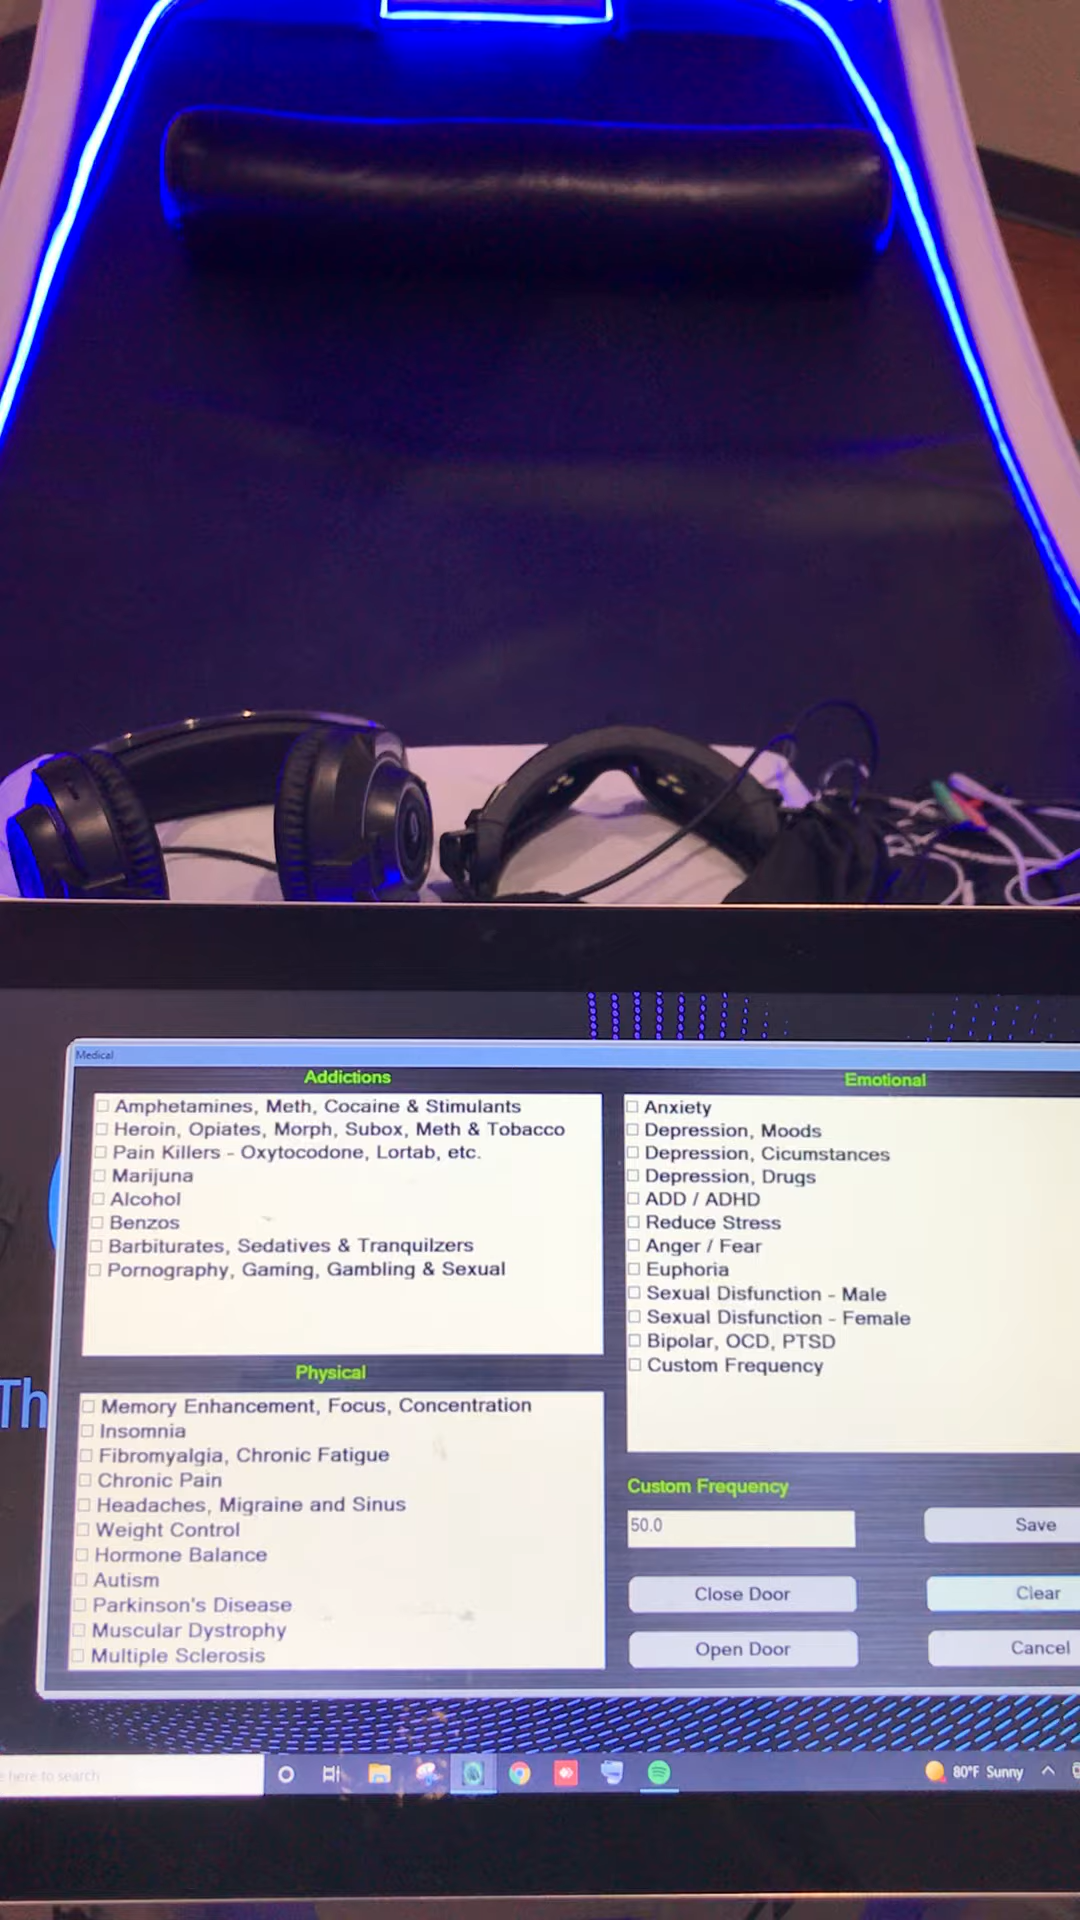 Medical
Addictions
Amphetamines, Meth, Cocaine & Stimulants
Heroin, Opiates, Morph, Subox, Meth & Tobacco
Pain Killers - Oxytocodone, Lortab, etc.
Marijuna
Alcohol
Benzos
Barbiturates, Sedatives & Tranquilzers
Pornography, Gaming, Gambling & Sexual
Physical
Memory Enhancement, Focus, Concentration
Insomnia
Fibromyalgia, Chronic Fatigue
Chronic Pain
Headaches, Migraine and Sinus
Weight Control
Hormone Balance
Autism
Parkinson's Disease
Muscular Dystrophy
Multiple Sclerosis
Emotional
Anxiety
Depression, Moods
Depression, Cicumstances
Depression, Drugs
ADD / ADHD
Reduce Stress
Anger / Fear
Euphoria
Sexual Disfunction - Male
Sexual Disfunction - Female
Bipolar, OCD, PTSD
Custom Frequency
Custom Frequency
50.0
Save
Close Door
Clear
Open Door
Cancel
Th
here to search
80°F Sunny